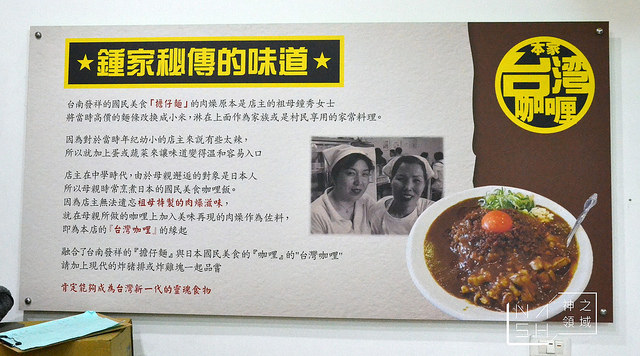 ★鍾家秘傳的味道★
本家
台湾
咖喱
台南發祥的國民美食「擔仔麵」的肉燥原本是店主的祖母鍾秀女士
將當時高價的麵條改換成小米，淋在上面作為家族或是村民享用的家常料理。
因為對於當時年紀幼小的店主來說有些太辣，
所以就加上蛋或蔬菜來讓味道變得溫和容易入口
店主在中學時代，由於母親邂逅的對象是日本人
所以母親時常烹煮日本的國民美食咖哩飯。
因為店主無法遺忘祖母特製的肉燥滋味，
就在母親所做的咖哩上加入美味再現的肉燥作為佐料，
即為本店的『台灣咖哩』的緣起
融合了台南發祥的『擔仔麵』與日本國民美食的『咖哩』的"台灣咖哩"
請加上現代的炸豬排或炸雞塊一起品嘗
肯定能夠成為台灣新一代的靈魂食物
神之
領域